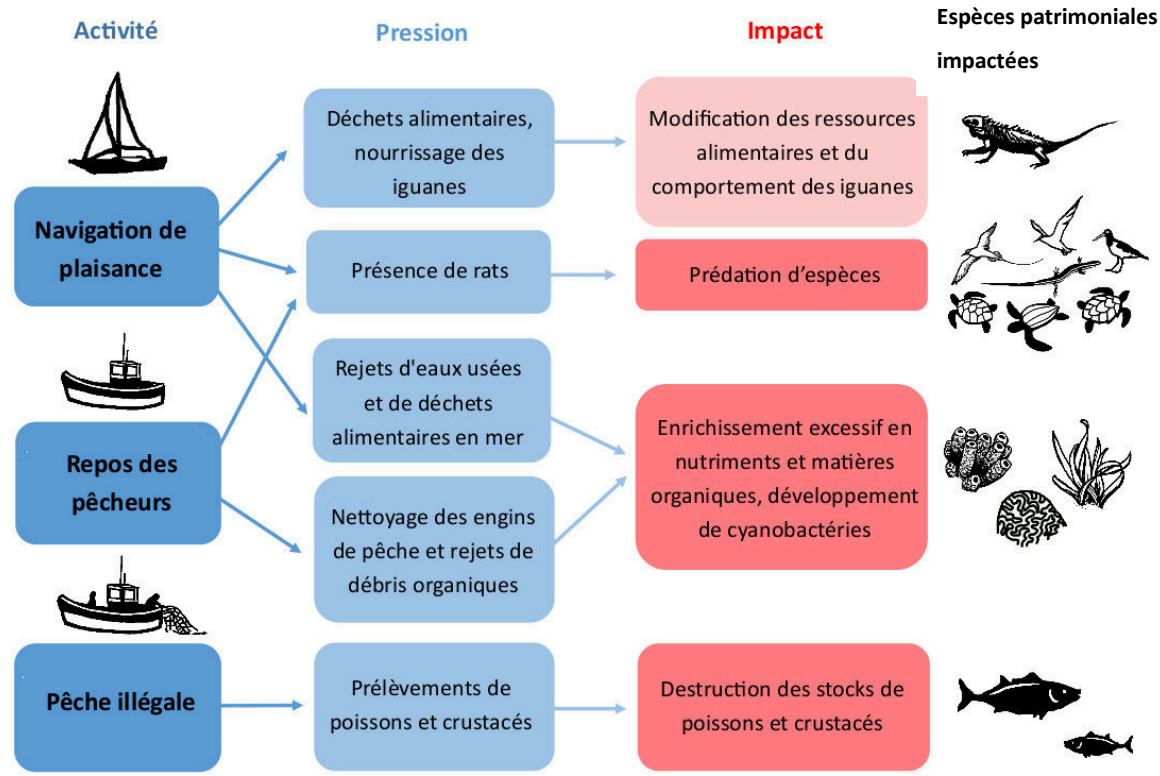 Activité
Pression
Impact
Espèces patrimoniales
impactées
Navigation de
plaisance
Déchets alimentaires,
nourrissage des
iguanes
Modification des ressources
alimentaires et du
comportement des iguanes
Présence de rats
Prédation d’espèces
Rejets d'eaux usées
et de déchets
alimentaires en mer
Enrichissement excessif en
nutriments et matières
organiques, développement
de cyanobactéries
Repos des
pêcheurs
Nettoyage des engins
de pêche et rejets de
débris organiques
Pêche illégale
Prélèvements de
poissons et crustacés
Destruction des stocks de
poissons et crustacés